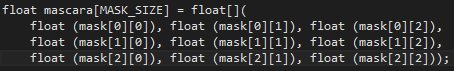 float mascara[MASK_SIZE] = float[](
float (mask[0][0]), float (mask[0][1]), float (mask[0][2]),
float (mask[1][0]), float (mask[1][1]), float (mask[1][2]),
float (mask[2][0]), float (mask[2][1]), float (mask[2][2]));